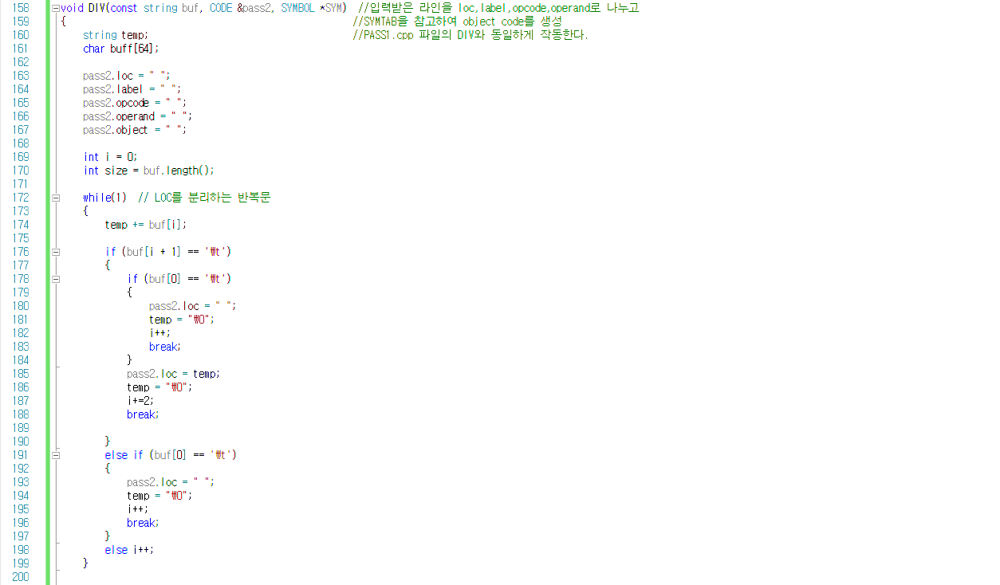 158 void DIV(const string buf, CODE &pass2, SYMBOL *SYM) //입력받은 라인을 loc,label,opcode,operand로 나누고
159 { //SYMTAB을 참고하여 object code를 생성
160 string temp; //PASS1.cpp 파일의 DIV와 동일하게 작동한다.
161 char buff[64];
162
163 pass2.loc = " ";
164 pass2.label = " ";
165 pass2.opcode = " ";
166 pass2.operand = " ";
167 pass2.object = " ";
168
169 int i = 0;
170 int size = buf.length();
171
172 while(1) // LOC를 분리하는 반복문
173 {
174 temp += buf[i];
175
176 if (buf[i + 1] == '₩t')
177 {
178 if (buf[0] == '₩t')
179 {
180 pass2.loc = " ";
181 temp = "₩0";
182 i++;
183 break;
184 }
185 pass2.loc = temp;
186 temp = "₩0";
187 i+=2;
188 break;
189
190 }
191 else if (buf[0] == '₩t')
192 {
193 pass2.loc = " ";
194 temp = "₩0";
195 i++;
196 break;
197 }
198 else i++;
199 }
200